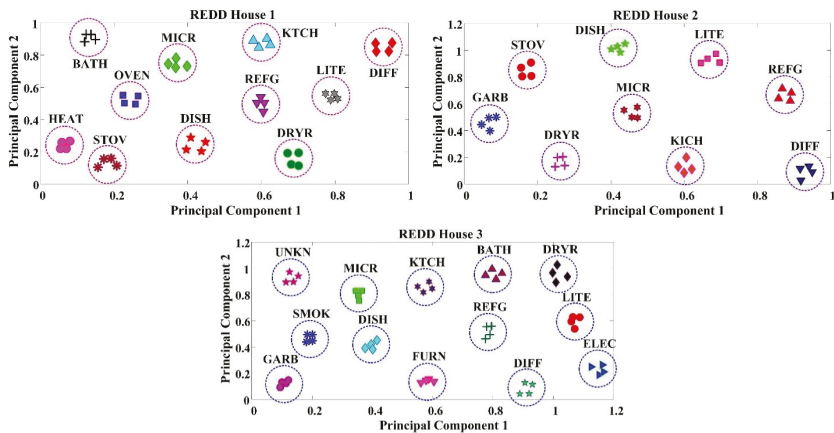 REDD House 1
Principal Component 2
1
0.8
0.6
0.4
0.2
0
BATH
MICR
KTCH
DIFF
OVEN
REFG
LITE
HEAT
STOV
DISH
DRYR
0
0.2
0.4
0.6
0.8
1
Principal Component 1
REDD House 2
Principal Component 2
1.2
1
0.8
0.6
0.4
0.2
0
STOV
DISH
LITE
REFG
GARB
MICR
DRYR
KICH
DIFF
0
0.2
0.4
0.6
0.8
1
Principal Component 1
REDD House 3
Principal Component 2
1.2
1
0.8
0.6
0.4
0.2
0
UNKN
MICR
KTCH
BATH
DRYR
SMOK
DISH
REFG
LITE
GARB
FURN
DIFF
ELEC
0
0.2
0.4
0.6
0.8
1
1.2
Principal Component 1